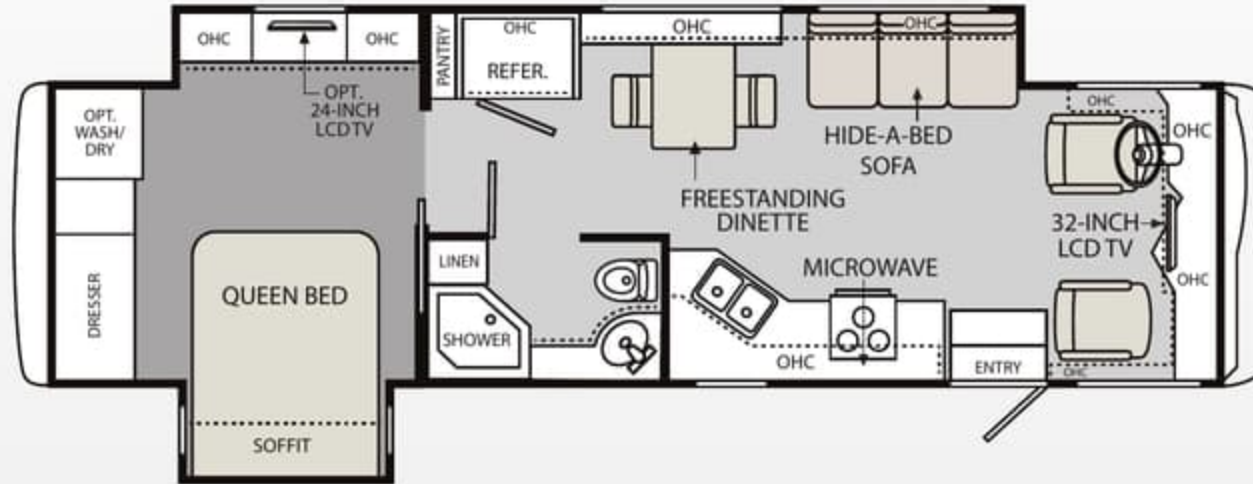 OHC
OHC
OPT.
24-INCH
LCD TV
OPT.
WASH/
DRY
DRESSER
QUEEN BED
SOFFIT
PANTRY
OHC
REFER.
OHC
FREESTANDING
DINETTE
OHC
HIDE-A-BED
SOFA
LINEN
SHOWER
MICROWAVE
OHC
ENTRY
OHC
OHC
32-INCH
LCD TV
OHC
OHC